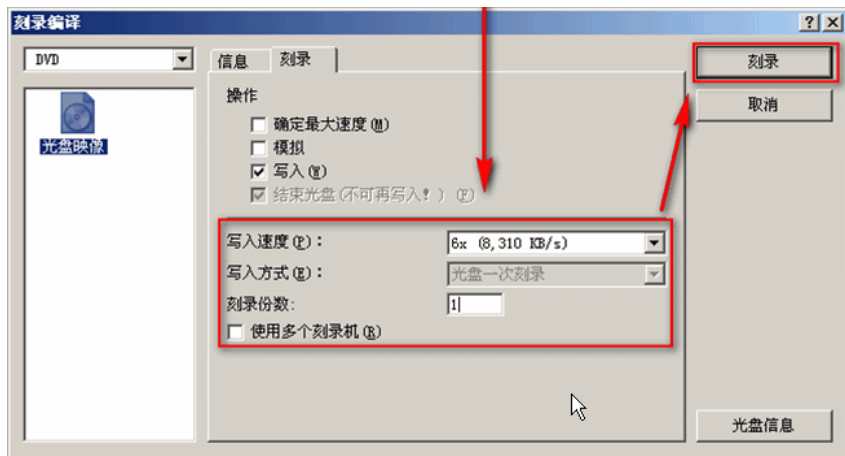 刻录编译
DVD
光盘映像
信息
刻录
操作
确定最大速度(M)
模拟
写入(W)
结束光盘(不可再写入!) (F)
写入速度(P):
6x (8,310 KB/s)
写入方式(E):
光盘一次刻录
刻录份数:
1
使用多个刻录机(R)
刻录
取消
光盘信息